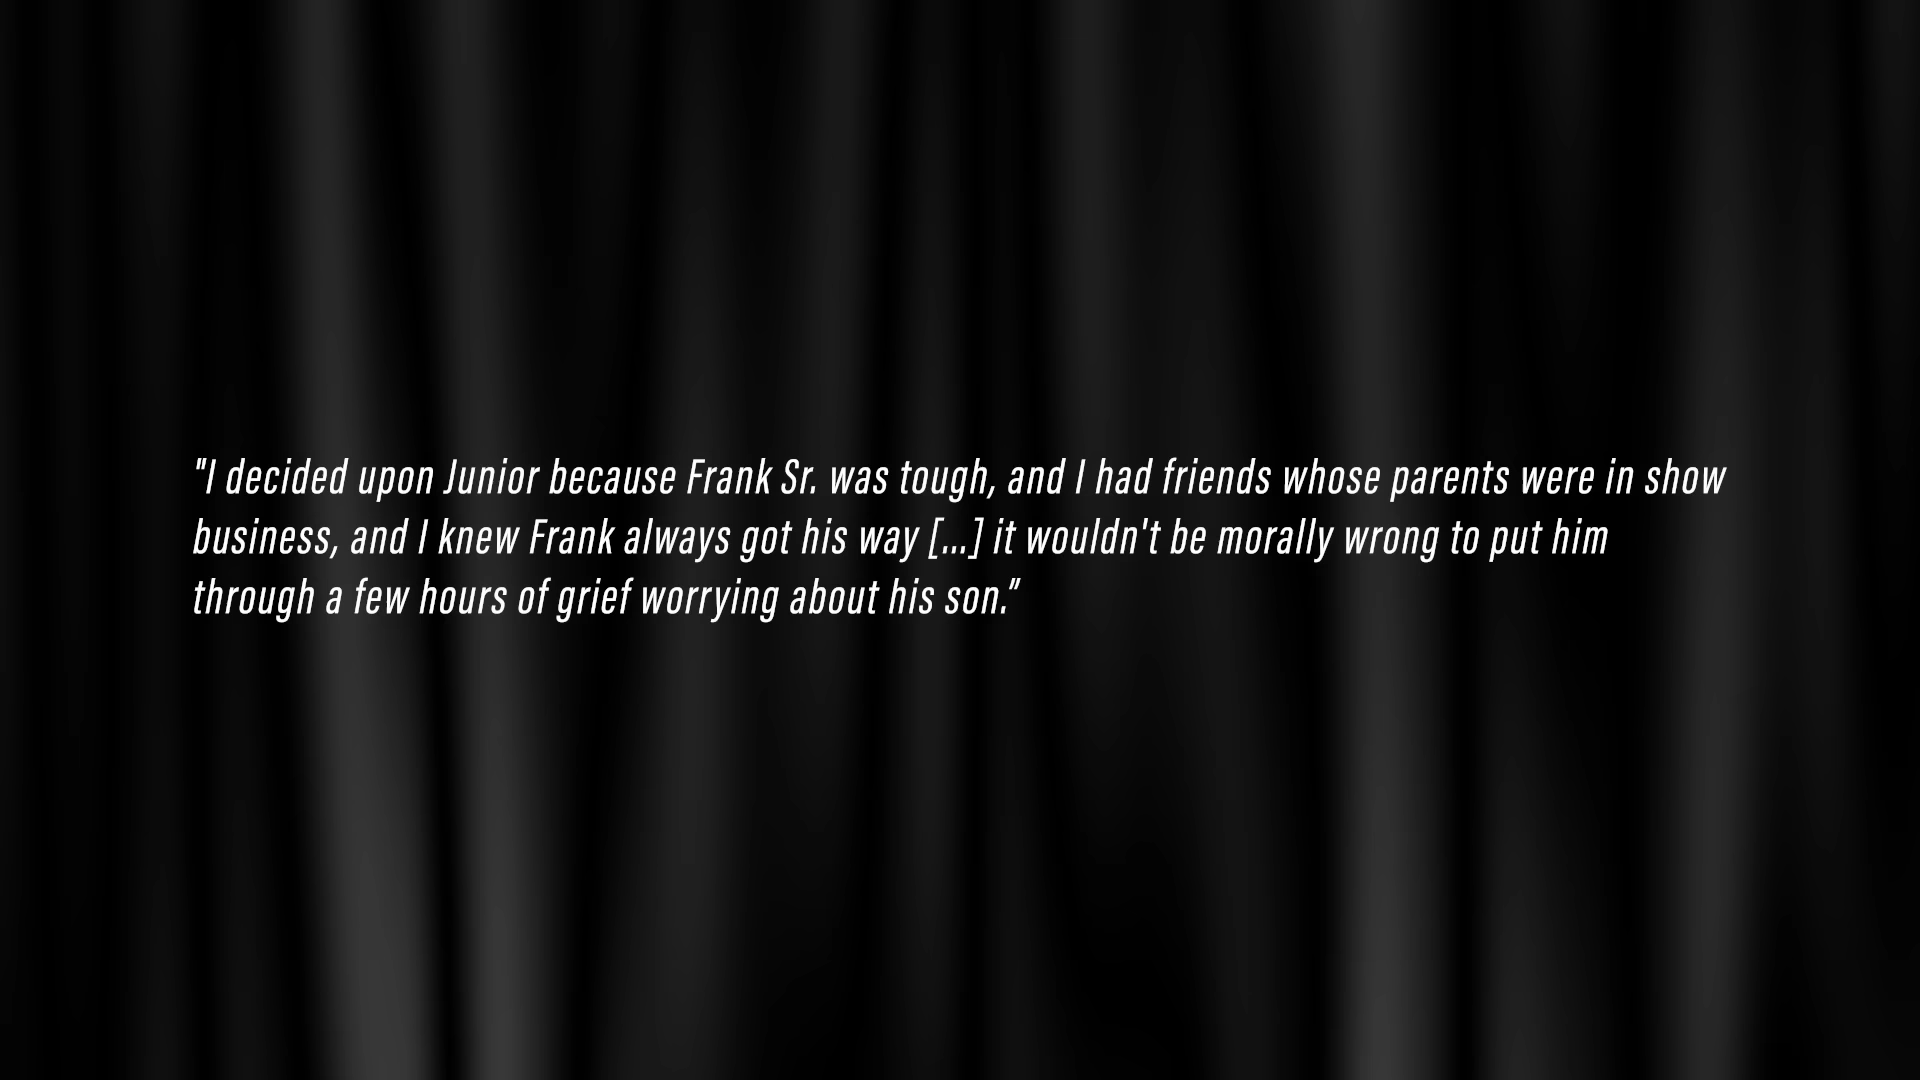 "I decided upon Junior because Frank Sr. was tough, and I had friends whose parents were in show
business, and I knew Frank always got his way [...] it wouldn't be morally wrong to put him
through a few hours of grief worrying about his son.”